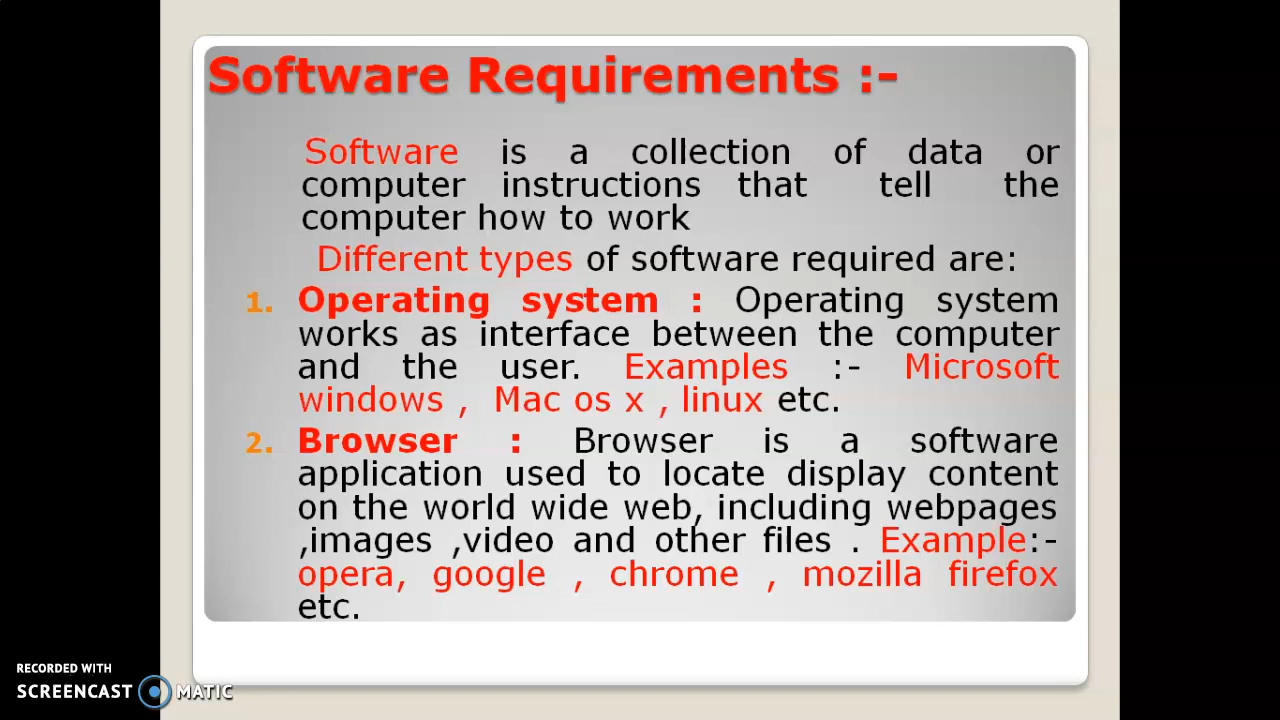 Software Requirements :-
Software is a collection of data or
computer instructions that tell the
computer how to work
Different types of software required are:
1. Operating system : Operating system
works as interface between the computer
and the user. Examples :- Microsoft
windows , Mac os x , linux etc.
2. Browser : Browser is a software
application used to locate display content
on the world wide web, including webpages
,images ,video and other files . Example:-
opera, google , chrome , mozilla firefox
etc.
RECORDED WITH
SCREENCAST MATIC